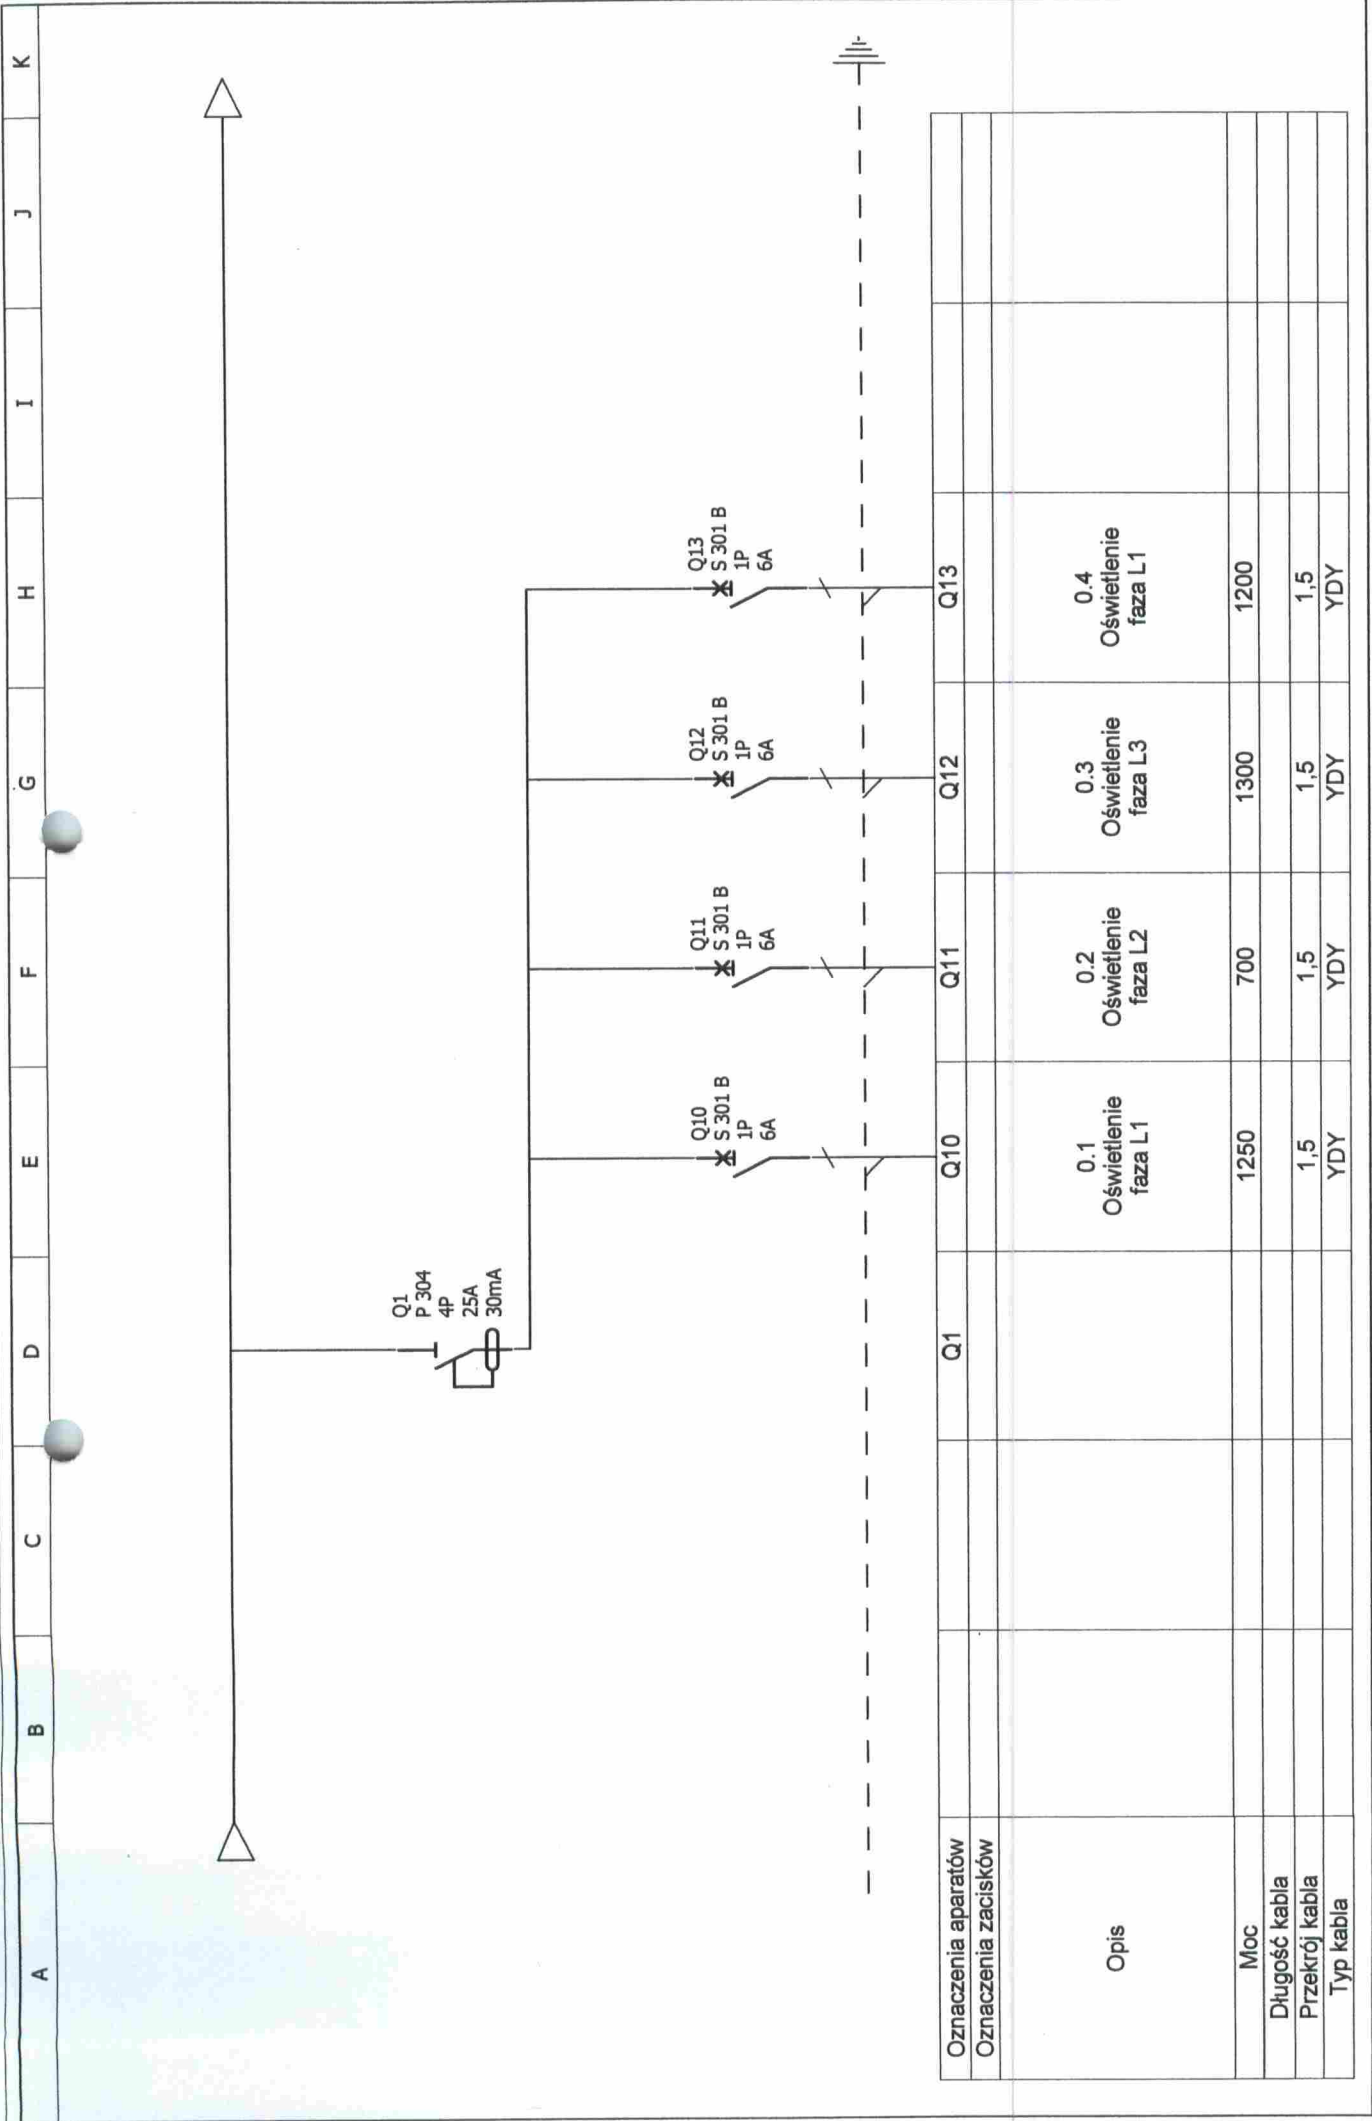 A
B
C
D
E
F
G
H
I
J
K
Q1
P 304
4P
25A
30mA
Q10
S 301 B
1P
6A
Q11
S 301 B
1P
6A
Q12
S 301 B
1P
6A
Q13
S 301 B
1P
6A
Oznaczenia aparatów Q1 Q10 Q11 Q12 Q13
Oznaczenia zacisków
Opis
0.1
Oświetlenie
faza L1
0.2
Oświetlenie
faza L2
0.3
Oświetlenie
faza L3
0.4
Oświetlenie
faza L1
Moc 1250 700 1300 1200
Długość kabla
Przekrój kabla 1,5 1,5 1,5 1,5
Typ kabla YDY YDY YDY YDY